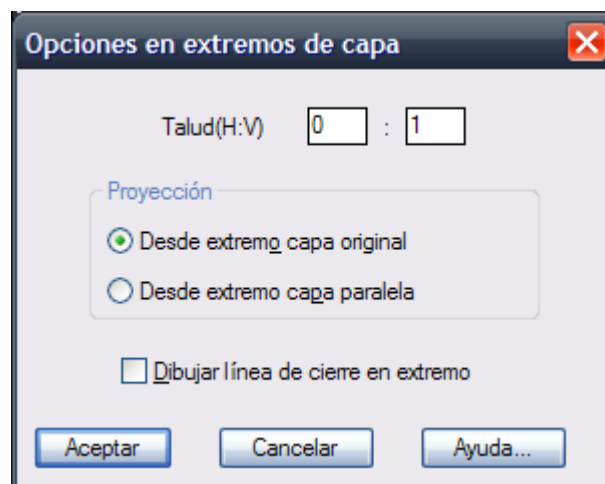 Opciones en extremos de capa
Talud(H:V) 0 : 1
Proyección
Desde extremo capa original
Desde extremo capa paralela
Dibujar línea de cierre en extremo
Aceptar Cancelar Ayuda...